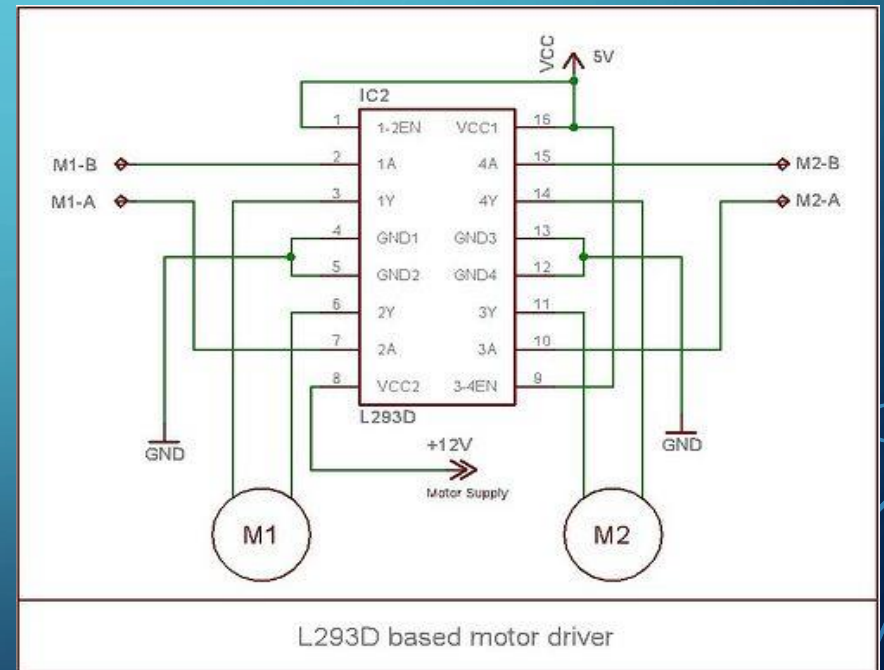 VCC
5V
IC2
1 1-2EN VCC1 16
M1-B 2 1A 4A 15 M2-B
M1-A 3 1Y 4Y 14 M2-A
4 GND1 GND3 13
5 GND2 GND4 12
6 2Y 3Y 11
7 2A 3A 10
8 VCC2 3-4EN 9
L293D
GND +12V GND
Motor Supply
M1 M2
L293D based motor driver